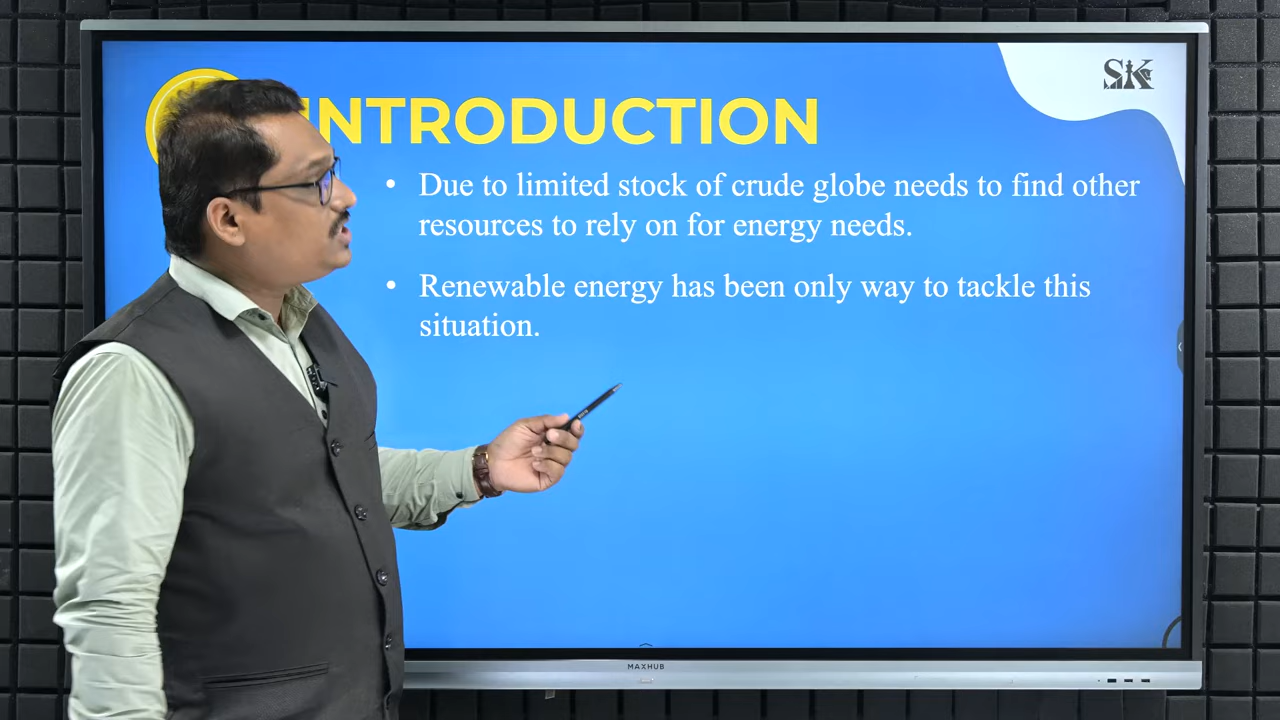 INTRODUCTION
SK
• Due to limited stock of crude globe needs to find other
resources to rely on for energy needs.
• Renewable energy has been only way to tackle this
situation.
MAXHUB